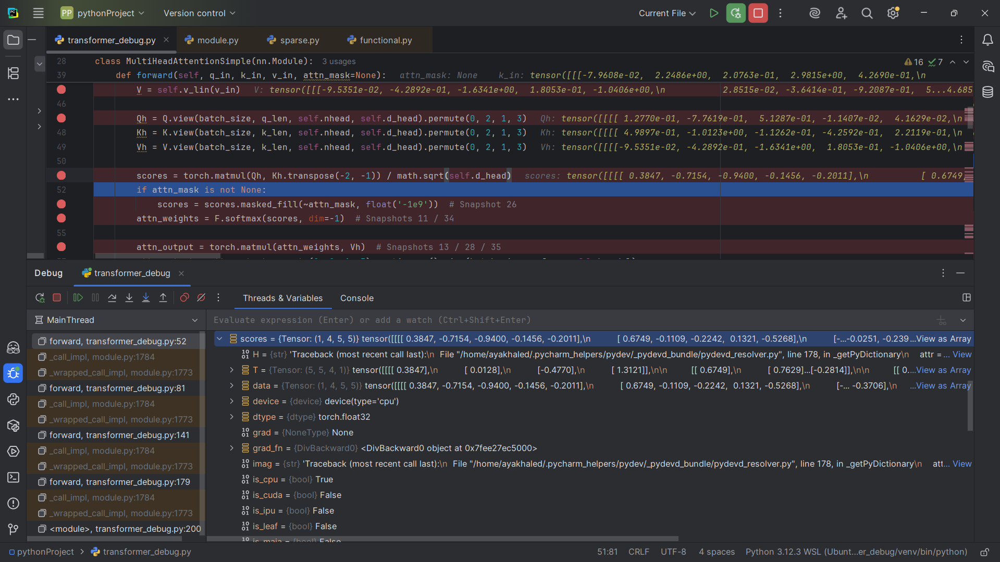 PC
PP pythonProject
Version control
Current File
transformer_debug.py
module.py
sparse.py
functional.py
28 class MultiHeadAttentionSimple(nn.Module): 3 usages
16 7
39 def forward(self, q_in, k_in, v_in, attn_mask=None): attn_mask: None k_in: tensor([[[-7.9608e-02, 2.2486e+00, 2.0763e-01, 2.9815e+00, 4.2690e-01,\n
V = self.v_lin(v_in) V: tensor([[[-9.5351e-02, -4.2892e-01, -1.6341e+00, 1.8053e-01, -1.0406e+00,\n 2.8515e-02, -3.6414e-01, -9.2087e-01, 5...4.685
46
Qh = Q.view(batch_size, q_len, self.nhead, self.d_head).permute(0, 2, 1, 3) Qh: tensor([[[[ 1.2770e-01, -7.7619e-01, 5.1287e-01, -1.1407e-02, 4.1629e-02,\n
48 Kh = K.view(batch_size, k_len, self.nhead, self.d_head).permute(0, 2, 1, 3) Kh: tensor([[[[ 4.9897e-01, -1.0123e+00, -1.1262e-01, -4.2592e-01, 2.2119e-01,\n
49 Vh = V.view(batch_size, k_len, self.nhead, self.d_head).permute(0, 2, 1, 3) Vh: tensor([[[[-9.5351e-02, -4.2892e-01, -1.6341e+00, 1.8053e-01, -1.0406e+00,\n
50
scores = torch.matmul(Qh, Kh.transpose(-2, -1)) / math.sqrt(self.d_head) scores: tensor([[[[ 0.3847, -0.7154, -0.9400, -0.1456, -0.2011],\n [ 0.6749,
52 if attn_mask is not None:
scores = scores.masked_fill(~attn_mask, float('-1e9')) # Snapshot 26
attn_weights = F.softmax(scores, dim=-1) # Snapshots 11 / 34
55
attn_output = torch.matmul(attn_weights, Vh) # Snapshots 13 / 28 / 35
Debug
transformer_debug
Threads & Variables
Console
MainThread
Evaluate expression (Enter) or add a watch (Ctrl+Shift+Enter)
forward, transformer_debug.py:52
_call_impl, module.py:1784
_wrapped_call_impl, module.py:1773
forward, transformer_debug.py:81
_call_impl, module.py:1784
_wrapped_call_impl, module.py:1773
forward, transformer_debug.py:141
_call_impl, module.py:1784
_wrapped_call_impl, module.py:1773
forward, transformer_debug.py:179
_call_impl, module.py:1784
_wrapped_call_impl, module.py:1773
<module>, transformer_debug.py:200
scores = {Tensor: (1, 4, 5, 5)} tensor([[[[ 0.3847, -0.7154, -0.9400, -0.1456, -0.2011],\n [ 0.6749, -0.1109, -0.2242, 0.1321, -0.5268],\n [-...-0.0251, -0.239 ...View as Array
H = {str} 'Traceback (most recent call last):\n File "/home/ayakhaled/.pycharm_helpers/pydev/_pydevd_bundle/pydevd_resolver.py", line 178, in _getPyDictionary\n attr =... View
T = {Tensor: (5, 5, 4, 1)} tensor([[[[ 0.3847],\n [ 0.0128],\n [-0.4770],\n [ 1.3121]],\n\n [[ 0.6749],\n [ 0.7629]...[-0.2814]],\n\n [[ 0....View as Array
data = {Tensor: (1, 4, 5, 5)} tensor([[[[ 0.3847, -0.7154, -0.9400, -0.1456, -0.2011],\n [ 0.6749, -0.1109, -0.2242, 0.1321, -0.5268],\n [-... -0.3706],\n ...View as Array
device = {device} device(type='cpu')
dtype = {dtype} torch.float32
grad = {NoneType} None
grad_fn = {DivBackward0} <DivBackward0 object at 0x7fee27ec5000>
imag = {str} 'Traceback (most recent call last):\n File "/home/ayakhaled/.pycharm_helpers/pydev/_pydevd_bundle/pydevd_resolver.py", line 178, in _getPyDictionary\n att... View
is_cpu = {bool} True
is_cuda = {bool} False
is_ipu = {bool} False
is_leaf = {bool} False
is_maia = {bool} False
pythonProject > transformer_debug.py
51:81 CRLF UTF-8 4 spaces Python 3.12.3 WSL (Ubunt...er_debug/venv/bin/python)